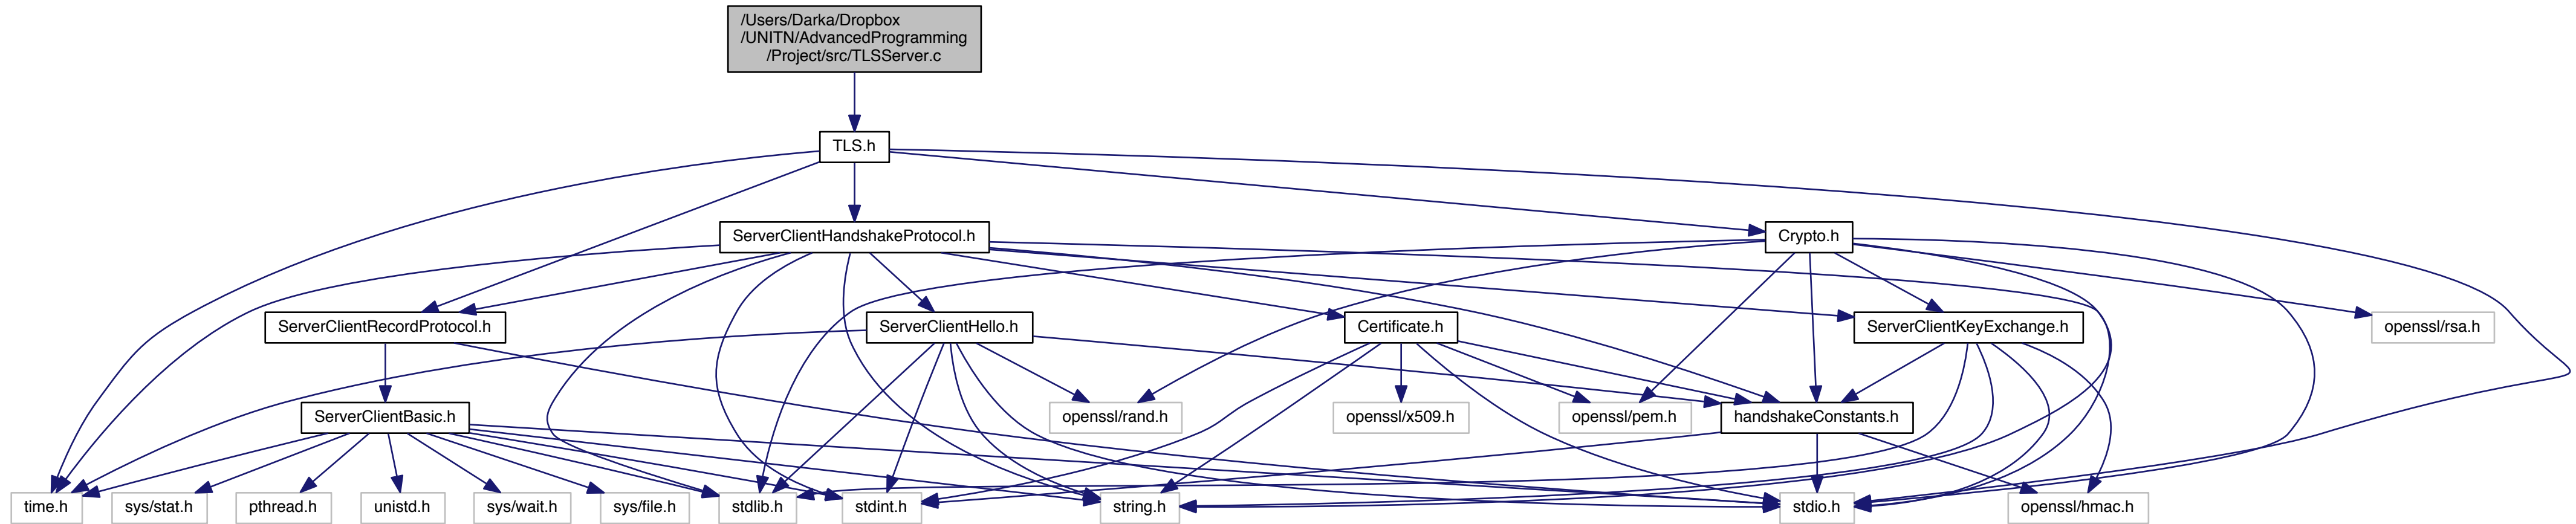 /Users/Darka/Dropbox
/UNITN/AdvancedProgramming
/Project/src/TLSServer.c
TLS.h
ServerClientHandshakeProtocol.h
Crypto.h
ServerClientRecordProtocol.h
ServerClientHello.h
Certificate.h
ServerClientKeyExchange.h
openssl/rsa.h
ServerClientBasic.h
openssl/rand.h
openssl/x509.h
openssl/pem.h
handshakeConstants.h
time.h
sys/stat.h
pthread.h
unistd.h
sys/wait.h
sys/file.h
stdlib.h
stdint.h
string.h
stdio.h
openssl/hmac.h